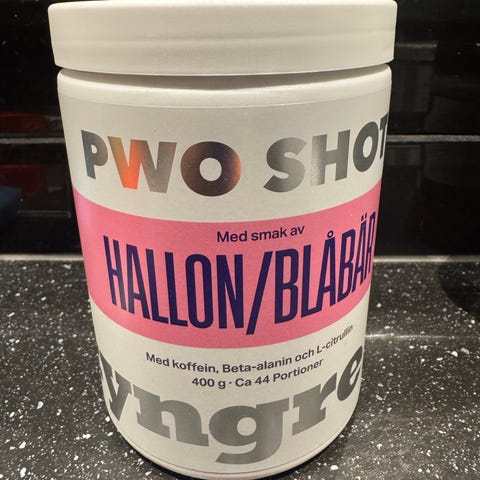 PWO SHOT
Med smak av
HALLON/BLÅBÄR
Med koffein, Beta-alanin och L-citrullin
400 g · Ca 44 Portioner
yngre